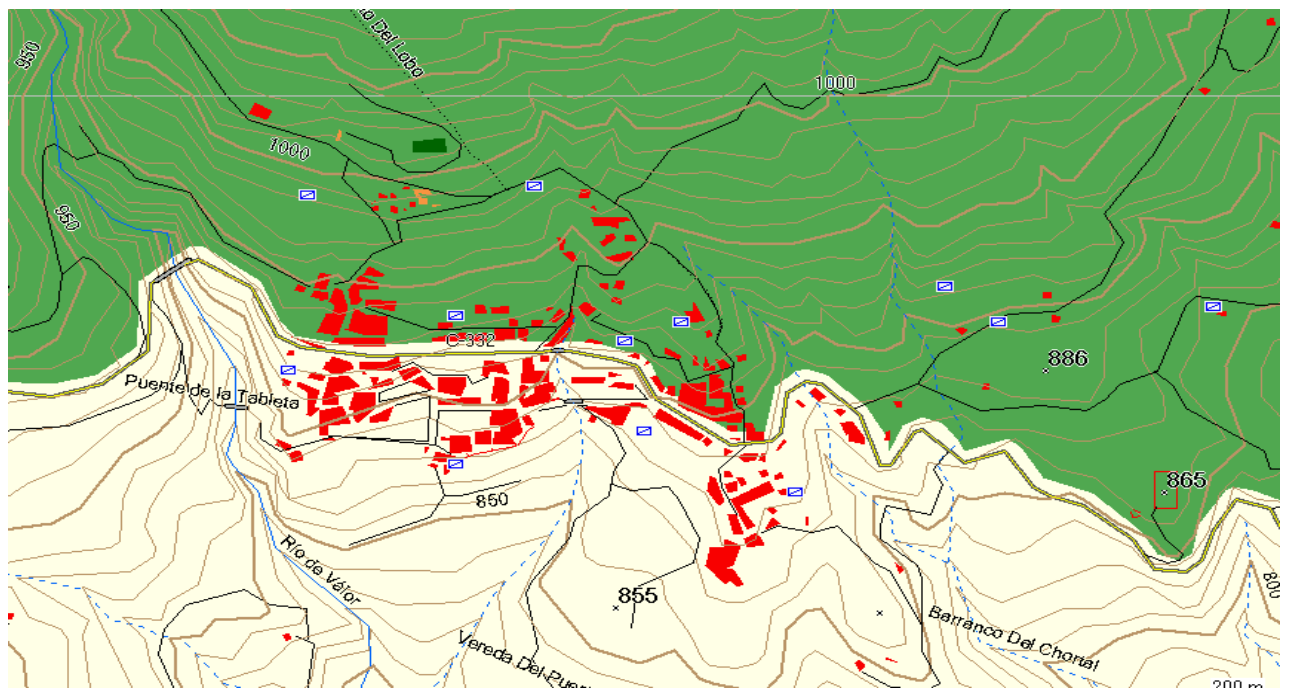 950
Del Lobo
1000
1000
950
C-332
886
Puente de la Tableta
865
850
Río de Válor
855
800
Barranco Del Chortal
Vereda Del
200 m